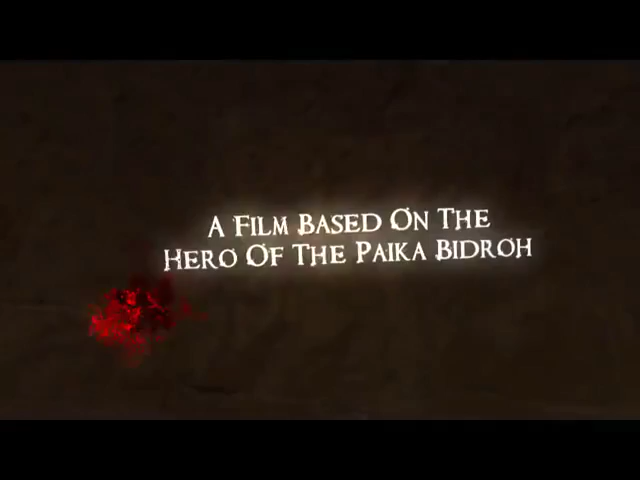 A FILM BASED ON THE
HERO OF THE PAIKA BIDROH